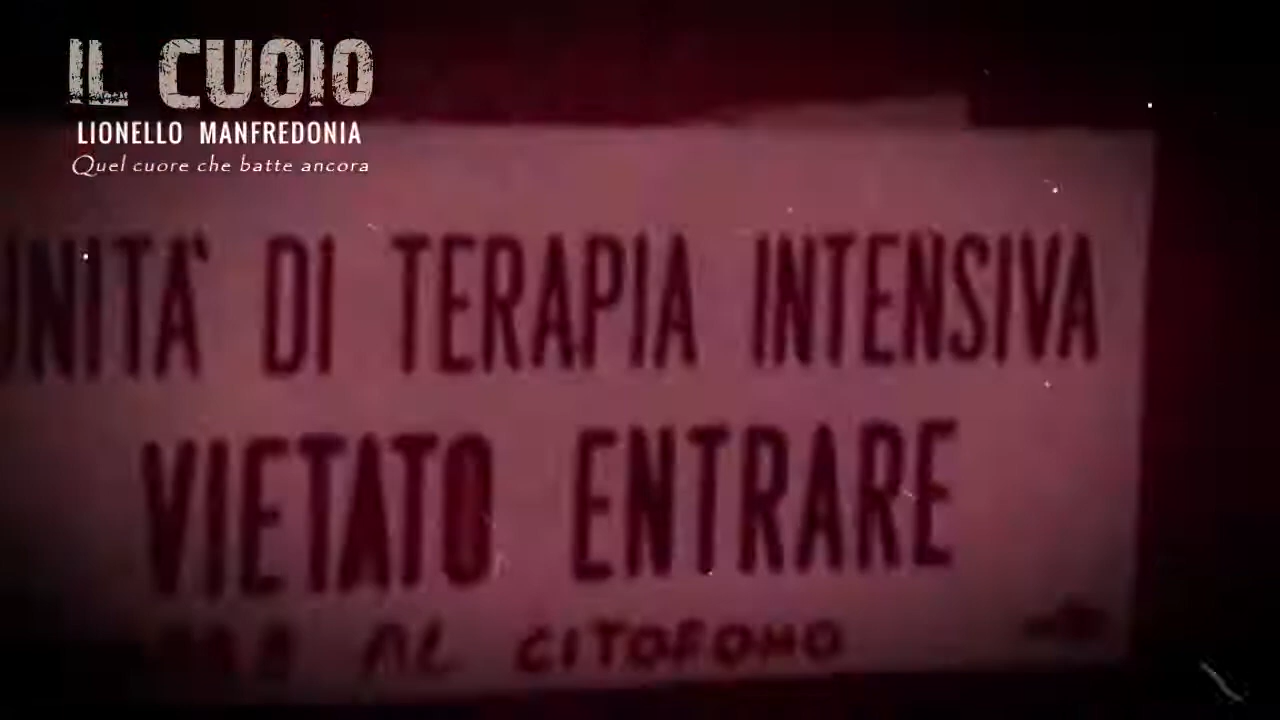 IL CUOIO
LIONELLO MANFREDONIA
Quel cuore che batte ancora
UNITA' DI TERAPIA INTENSIVA
VIETATO ENTRARE
AL CITOFONO